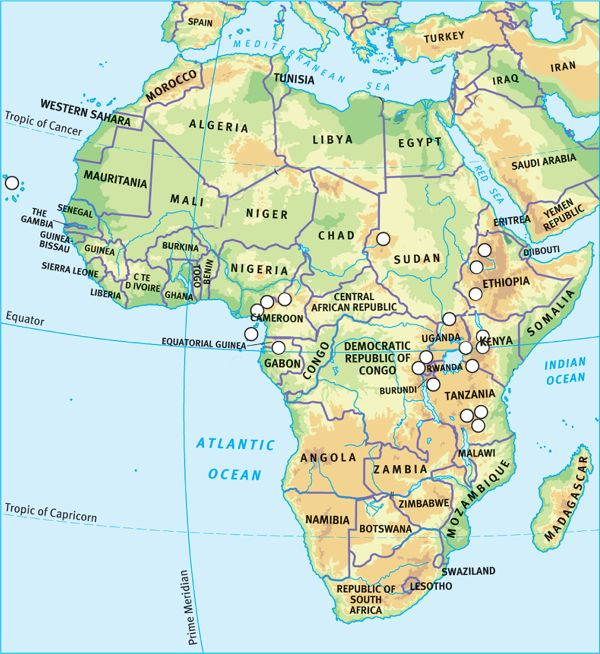 SPAIN
TURKEY
MEDITERRANEAN SEA
TUNISIA
IRAQ
IRAN
MOROCCO
WESTERN SAHARA
Tropic of Cancer
ALGERIA
LIBYA
EGYPT
SAUDI ARABIA
RED SEA
MAURITANIA
MALI
NIGER
CHAD
SUDAN
ERITREA
YEMEN
REPUBLIC
SENEGAL
THE
GAMBIA
GUINEA-
BISSAU
GUINEA
BURKINA
DJIBOUTI
SIERRA LEONE
C TE
D IVOIRE
GHANA
TOGO
BENIN
NIGERIA
ETHIOPIA
LIBERIA
CENTRAL
AFRICAN REPUBLIC
CAMEROON
SOMALIA
Equator
EQUATORIAL GUINEA
GABON
CONGO
DEMOCRATIC
REPUBLIC OF
CONGO
UGANDA
KENYA
RWANDA
BURUNDI
TANZANIA
INDIAN
OCEAN
ATLANTIC
OCEAN
ANGOLA
ZAMBIA
MALAWI
MOZAMBIQUE
MADAGASCAR
Tropic of Capricorn
NAMIBIA
ZIMBABWE
BOTSWANA
SWAZILAND
LESOTHO
REPUBLIC OF
SOUTH
AFRICA
Prime Meridian